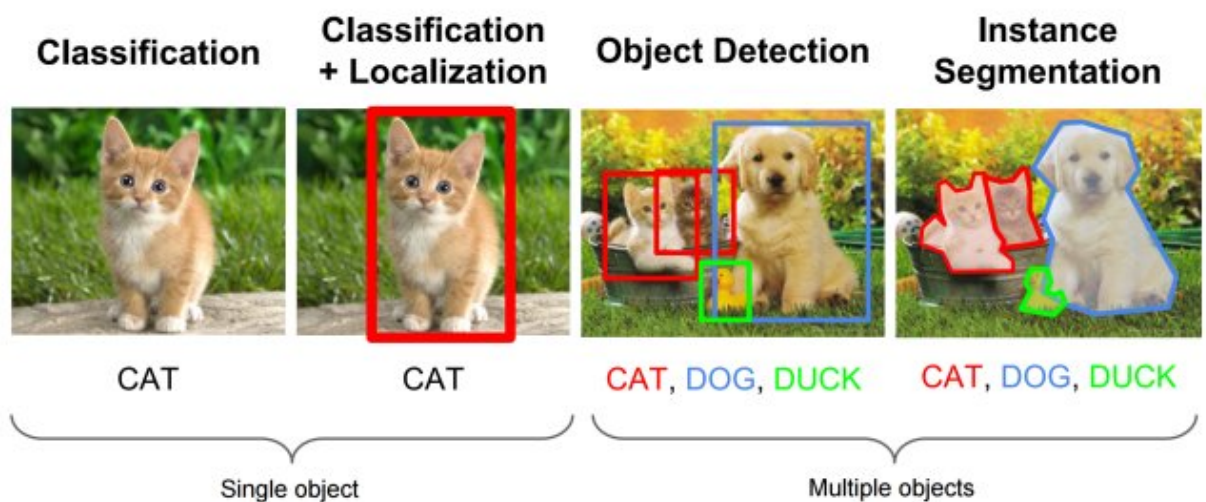 Classification
Classification
+ Localization
Object Detection
Instance
Segmentation
CAT
CAT
CAT, DOG, DUCK
CAT, DOG, DUCK
Single object
Multiple objects